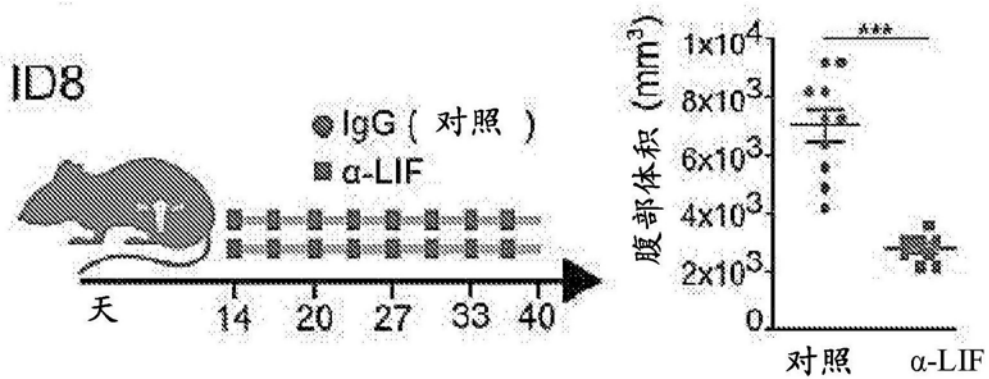 ID8
IgG ( 对照 )
α-LIF
天
14 20 27 33 40
腹部体积 (mm³)
***
1x10⁴
8x10³
6x10³
4x10³
2x10³
0
对照 α-LIF